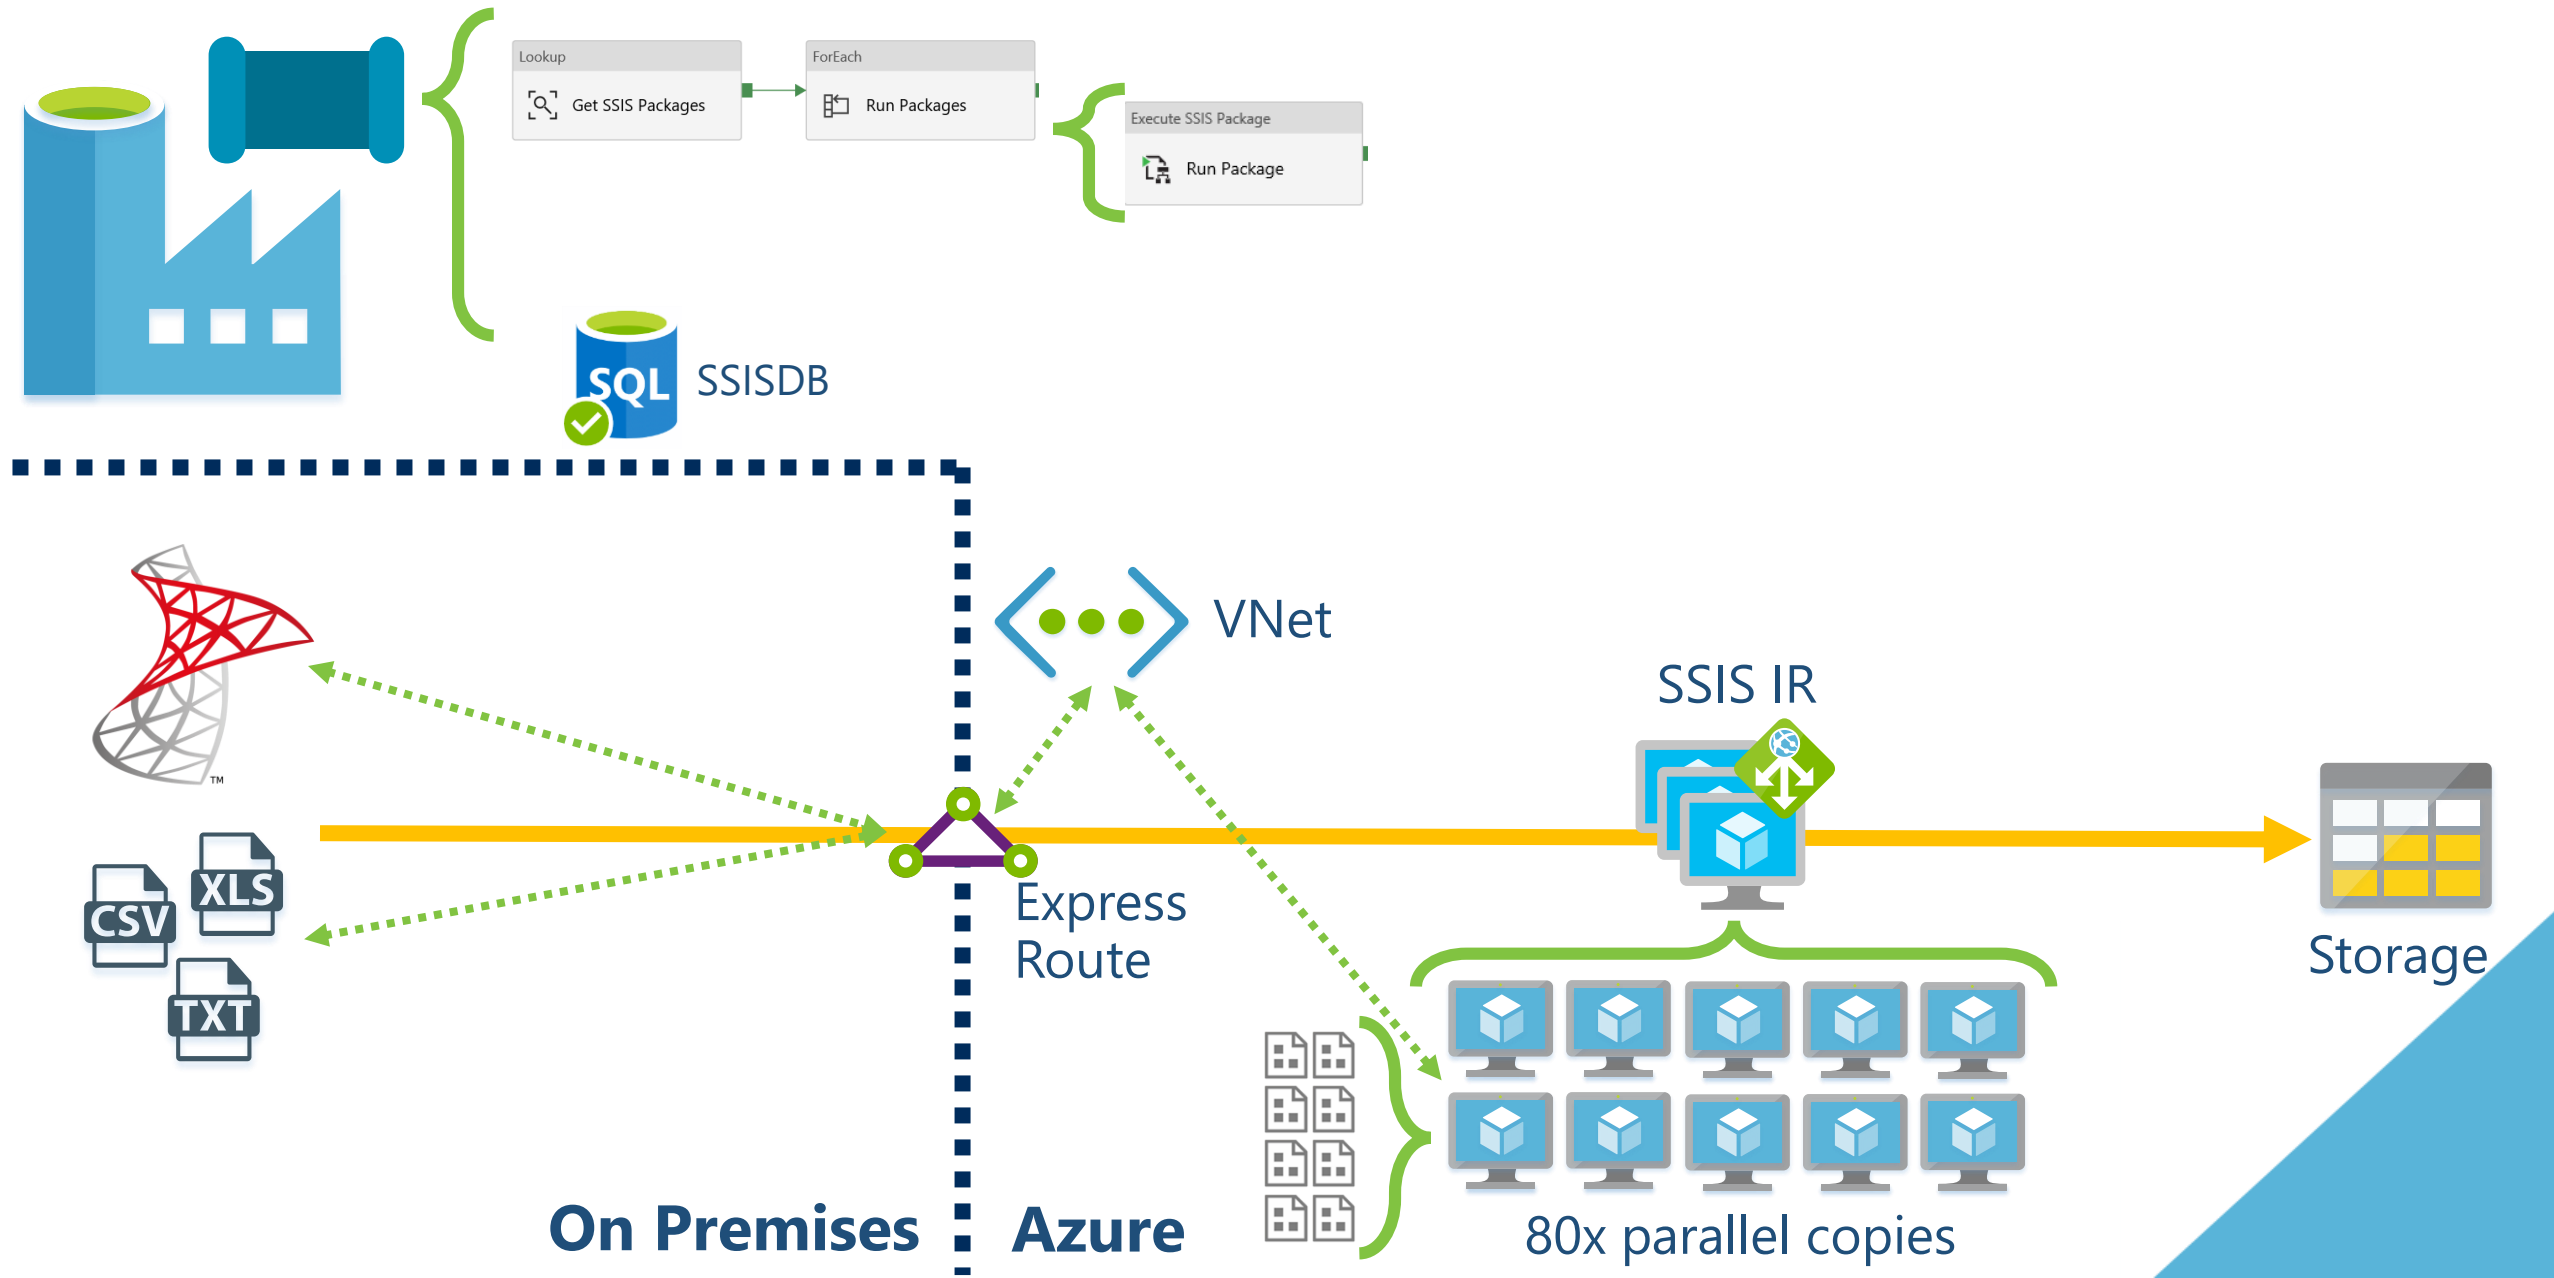 Lookup
Get SSIS Packages
ForEach
Run Packages
Execute SSIS Package
Run Package
SQL
SSISDB
VNet
SSIS IR
TM
XLS
CSV
TXT
Express
Route
Storage
On Premises
Azure
80x parallel copies